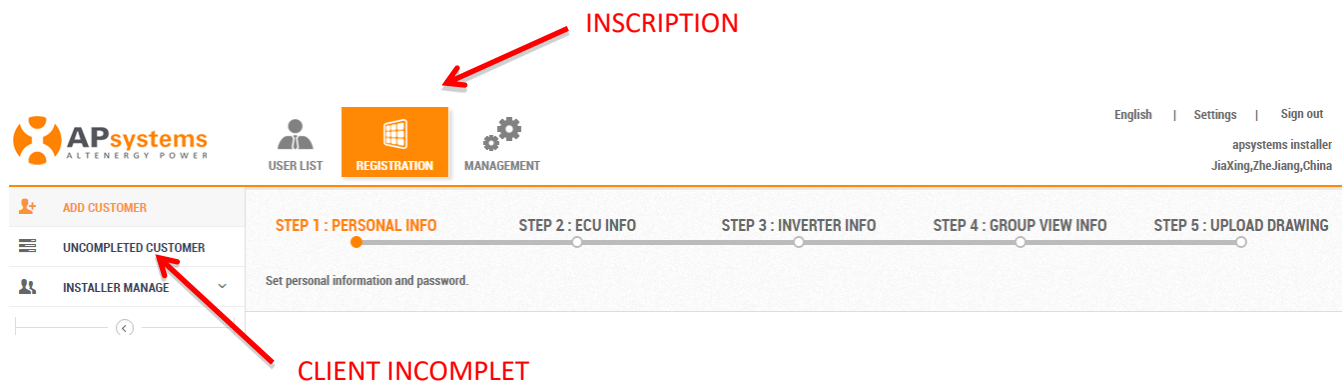 INSCRIPTION
English | Settings | Sign out
APsystems
ALTENERGY POWER
apsystems installer
JiaXing,ZheJiang,China
USER LIST
REGISTRATION
MANAGEMENT
ADD CUSTOMER
UNCOMPLETED CUSTOMER
INSTALLER MANAGE
STEP 1 : PERSONAL INFO
STEP 2 : ECU INFO
STEP 3 : INVERTER INFO
STEP 4 : GROUP VIEW INFO
STEP 5 : UPLOAD DRAWING
Set personal information and password.
CLIENT INCOMPLET